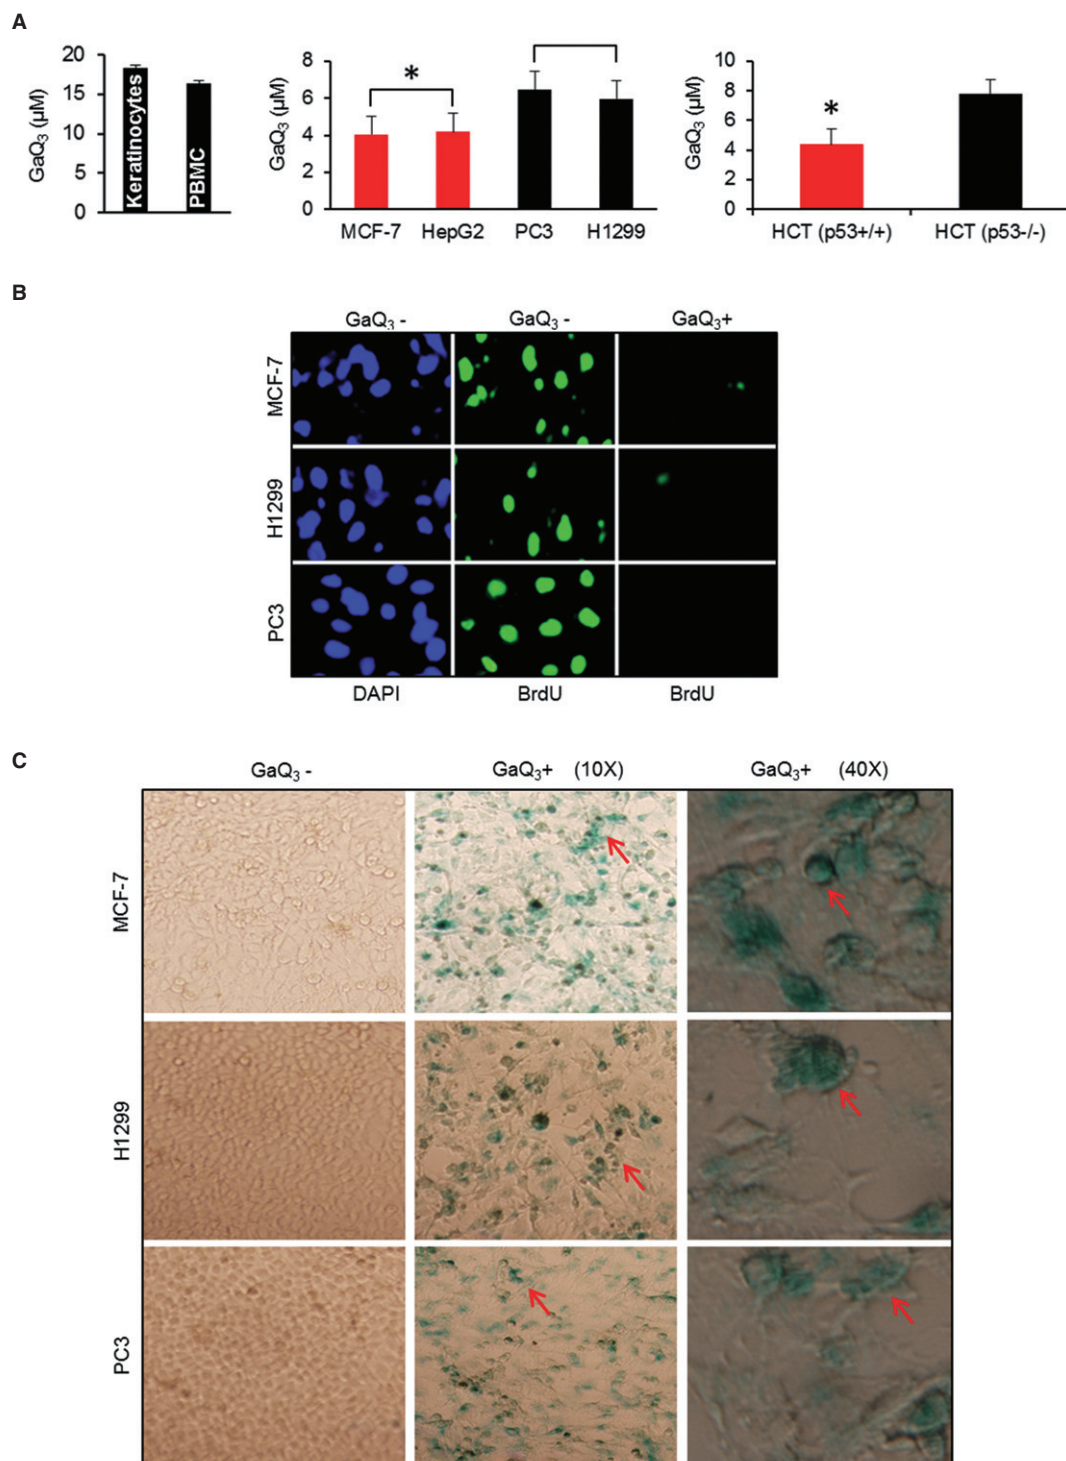 A
GaQ₃ (µM)
20
15
10
5
0
Keratinocytes
PBMC
GaQ₃ (µM)
8
6
4
2
0
*
MCF-7 HepG2 PC3 H1299
GaQ₃ (µM)
10
8
6
4
2
0
*
HCT (p53+/+) HCT (p53-/-)
B
GaQ₃ - GaQ₃ - GaQ₃+
MCF-7
H1299
PC3
DAPI BrdU BrdU
C
GaQ₃ - GaQ₃+ (10X) GaQ₃+ (40X)
MCF-7
H1299
PC3